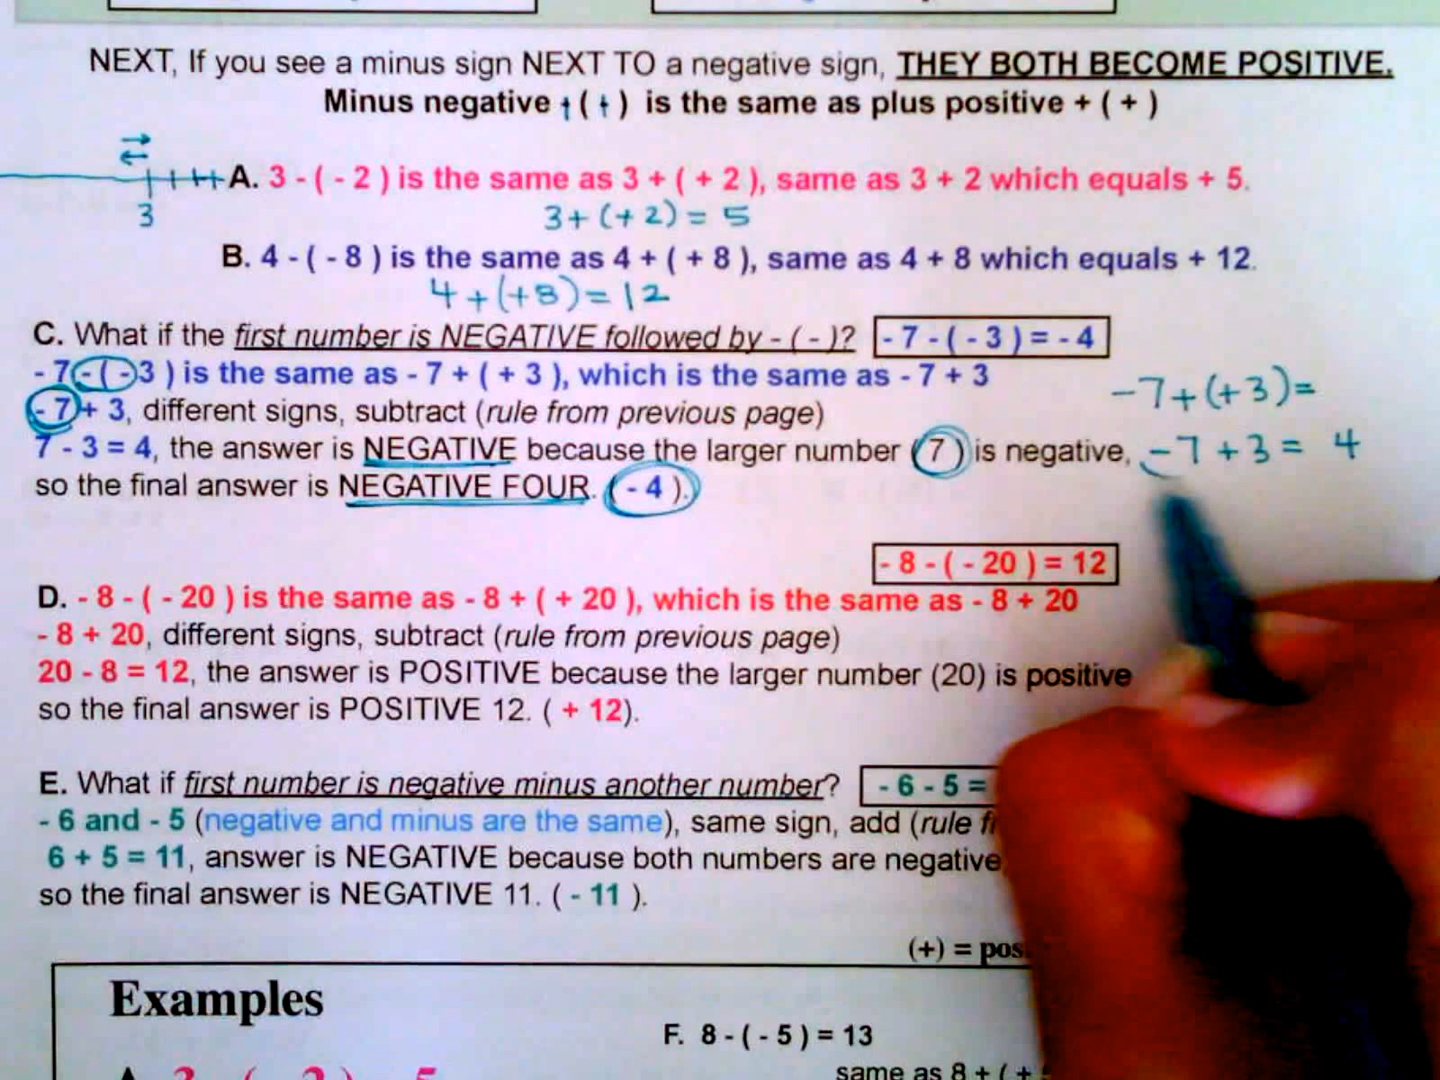 NEXT, If you see a minus sign NEXT TO a negative sign, THEY BOTH BECOME POSITIVE.
Minus negative + ( + ) is the same as plus positive + ( + )
A. 3 - ( - 2 ) is the same as 3 + ( + 2 ), same as 3 + 2 which equals + 5.
3
3 + (+ 2) = 5
B. 4 - ( - 8 ) is the same as 4 + ( + 8 ), same as 4 + 8 which equals + 12.
4 + (+8) = 12
C. What if the first number is NEGATIVE followed by - ( - )? - 7 - ( - 3 ) = - 4
- 7 - ( - 3 ) is the same as - 7 + ( + 3 ), which is the same as - 7 + 3
-7+(+3)=
- 7 + 3, different signs, subtract (rule from previous page)
7 - 3 = 4, the answer is NEGATIVE because the larger number ( 7 ) is negative,
-7 + 3 = 4
so the final answer is NEGATIVE FOUR. ( - 4 ).
- 8 - ( - 20 ) = 12
D. - 8 - ( - 20 ) is the same as - 8 + ( + 20 ), which is the same as - 8 + 20
- 8 + 20, different signs, subtract (rule from previous page)
20 - 8 = 12, the answer is POSITIVE because the larger number (20) is positive
so the final answer is POSITIVE 12. ( + 12).
E. What if first number is negative minus another number? - 6 - 5 =
- 6 and - 5 (negative and minus are the same), same sign, add (rule
6 + 5 = 11, answer is NEGATIVE because both numbers are negative
so the final answer is NEGATIVE 11. ( - 11 ).
(+) =
Examples
F. 8 - ( - 5 ) = 13
same as 8 + ( +